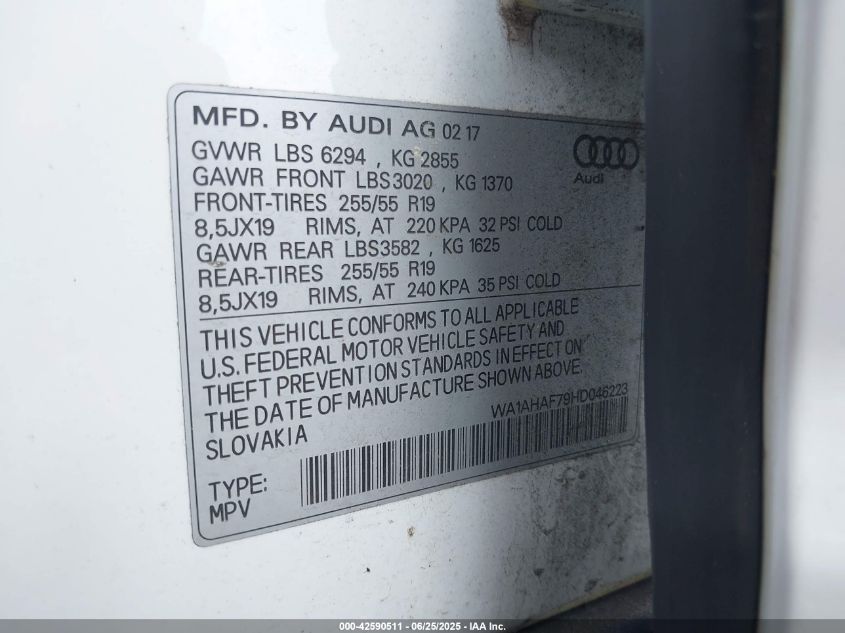 MFD. BY AUDI AG 02 17
GVWR LBS 6294 , KG 2855
GAWR FRONT LBS3020 , KG 1370
FRONT-TIRES 255/55 R19
8,5JX19 RIMS, AT 220 KPA 32 PSI COLD
GAWR REAR LBS3582 , KG 1625
REAR-TIRES 255/55 R19
8,5JX19 RIMS, AT 240 KPA 35 PSI COLD
Audi
THIS VEHICLE CONFORMS TO ALL APPLICABLE
U.S. FEDERAL MOTOR VEHICLE SAFETY AND
THEFT PREVENTION STANDARDS IN EFFECT ON
THE DATE OF MANUFACTURE SHOWN ABOVE.
SLOVAKIA
WA1AHAF79HD046223
TYPE:
MPV
000-42590511 - 06/25/2025 - IAA Inc.